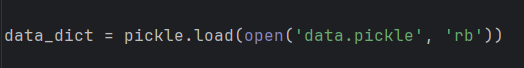 data_dict = pickle.load(open('data.pickle', 'rb'))